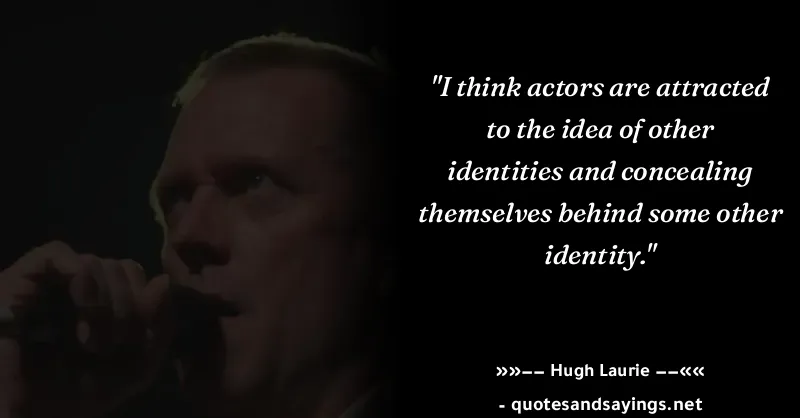 "I think actors are attracted
to the idea of other
identities and concealing
themselves behind some other
identity."
»»−− Hugh Laurie −−««
- quotesandsayings.net